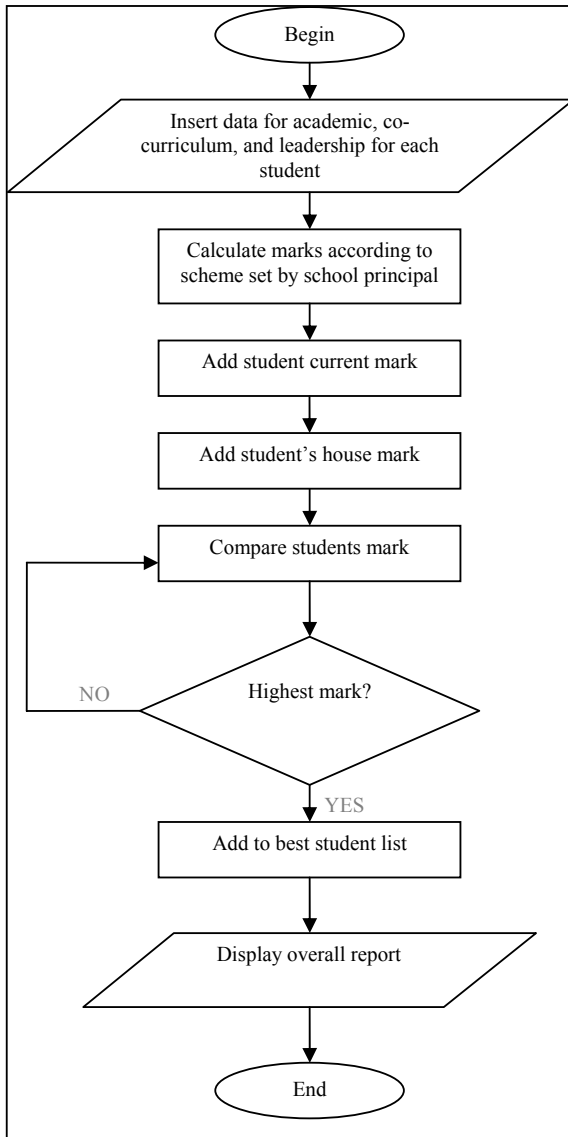 Begin
Insert data for academic, co-
curriculum, and leadership for each
student
Calculate marks according to
scheme set by school principal
Add student current mark
Add student’s house mark
Compare students mark
Highest mark?
NO
YES
Add to best student list
Display overall report
End